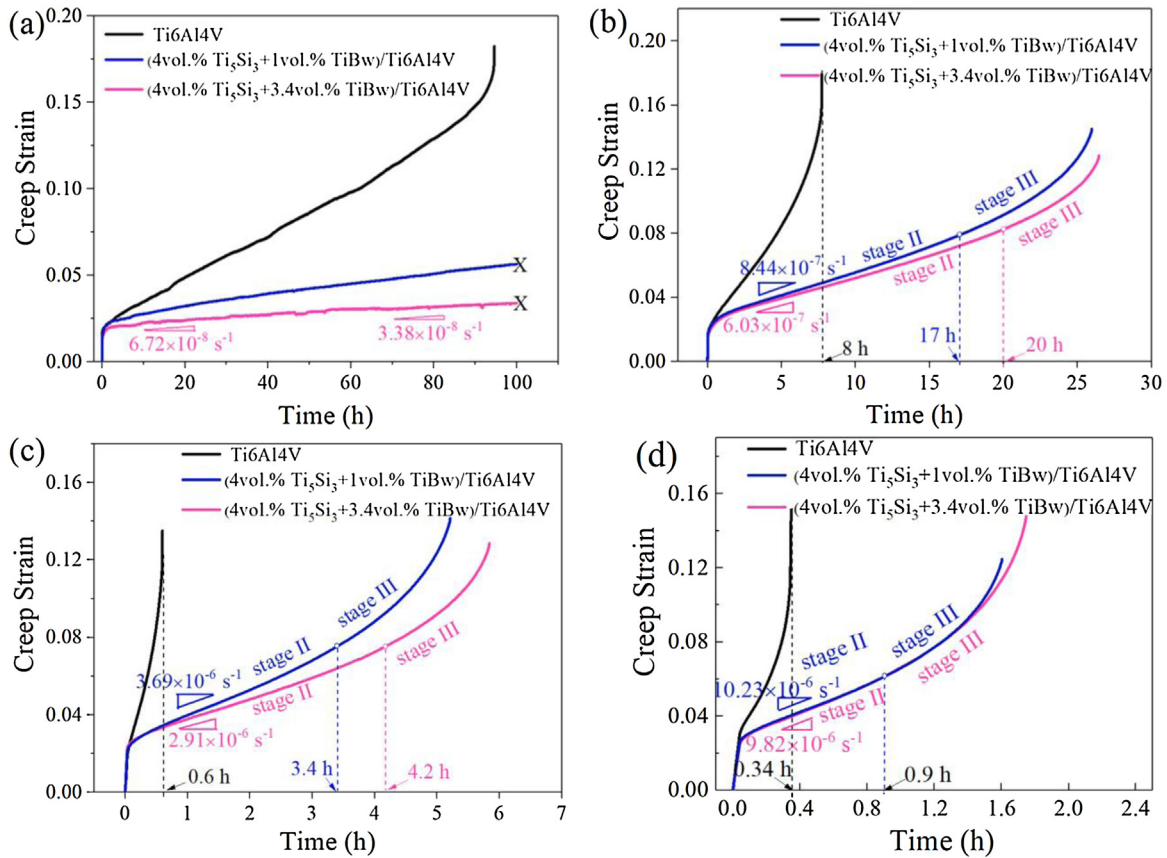 (a)
Ti6Al4V
(4vol.% Ti₅Si₃+1vol.% TiBw)/Ti6Al4V
(4vol.% Ti₅Si₃+3.4vol.% TiBw)/Ti6Al4V
Creep Strain
0.20
0.15
0.10
0.05
0.00
X
X
6.72×10⁻⁸ s⁻¹
3.38×10⁻⁸ s⁻¹
0 20 40 60 80 100 120
Time (h)
(b)
Ti6Al4V
(4vol.% Ti₅Si₃+1vol.% TiBw)/Ti6Al4V
(4vol.% Ti₅Si₃+3.4vol.% TiBw)/Ti6Al4V
Creep Strain
0.20
0.16
0.12
0.08
0.04
0.00
stage III
stage II
stage III
stage II
8.44×10⁻⁷ s⁻¹
6.03×10⁻⁷ s⁻¹
8 h
17 h
20 h
0 5 10 15 20 25 30
Time (h)
(c)
Ti6Al4V
(4vol.% Ti₅Si₃+1vol.% TiBw)/Ti6Al4V
(4vol.% Ti₅Si₃+3.4vol.% TiBw)/Ti6Al4V
Creep Strain
0.16
0.12
0.08
0.04
0.00
stage III
stage II
stage III
stage II
3.69×10⁻⁶ s⁻¹
2.91×10⁻⁶ s⁻¹
0.6 h
3.4 h
4.2 h
0 1 2 3 4 5 6 7
Time (h)
(d)
Ti6Al4V
(4vol.% Ti₅Si₃+1vol.% TiBw)/Ti6Al4V
(4vol.% Ti₅Si₃+3.4vol.% TiBw)/Ti6Al4V
Creep Strain
0.16
0.12
0.08
0.04
0.00
stage II
stage III
stage III
stage II
10.23×10⁻⁶ s⁻¹
9.82×10⁻⁶ s⁻¹
0.34 h
0.9 h
0.0 0.4 0.8 1.2 1.6 2.0 2.4
Time (h)